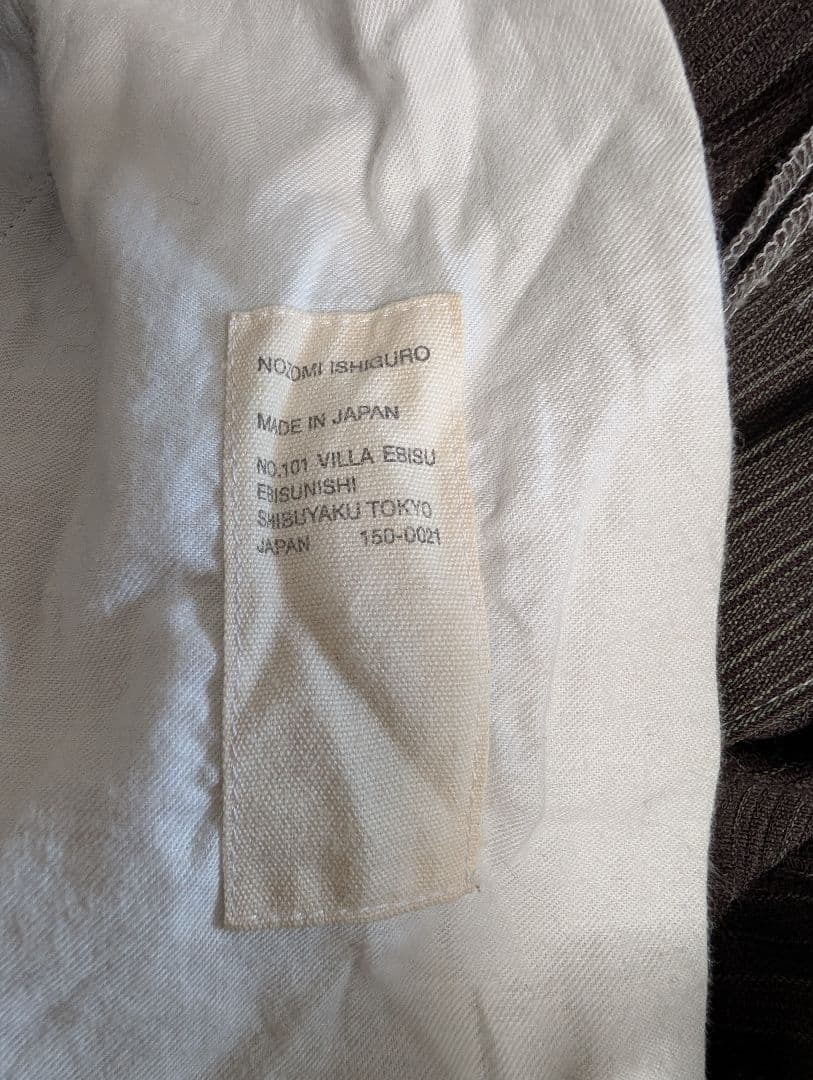 NOZOMI ISHIGURO
MADE IN JAPAN
NO.101 VILLA EBISU
EBISUNISHI
SHIBUYAKU TOKYO
JAPAN 150-0021